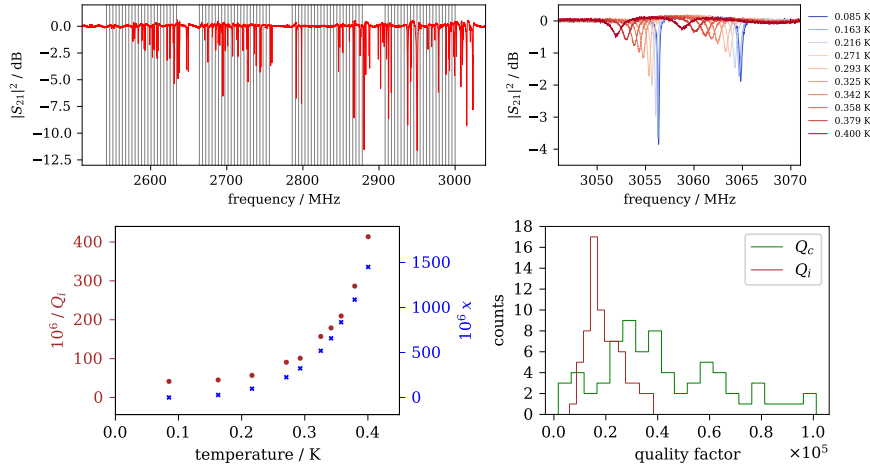 0.0
−2.5
−5.0
−7.5
−10.0
−12.5
|S21|² / dB
2600 2700 2800 2900 3000
frequency / MHz
0
−1
−2
−3
−4
|S21|² / dB
3050 3055 3060 3065 3070
frequency / MHz
0.085 K
0.163 K
0.216 K
0.271 K
0.293 K
0.325 K
0.342 K
0.358 K
0.379 K
0.400 K
400
300
200
100
0
10⁶ / Qi
1500
1000
500
0
10⁶ x
0.0 0.1 0.2 0.3 0.4
temperature / K
18
16
14
12
10
8
6
4
2
0
counts
Qc
Qi
0.0 0.2 0.4 0.6 0.8 1.0
quality factor ×10⁵